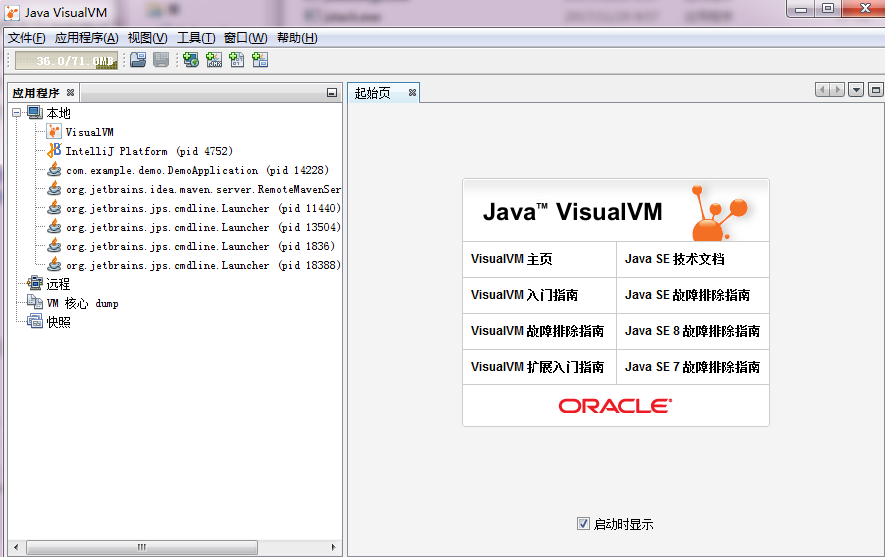 Java VisualVM
文件(F) 应用程序(A) 视图(V) 工具(T) 窗口(W) 帮助(H)
36.0/71.0MB
应用程序
本地
VisualVM
IntelliJ Platform (pid 4752)
com.example.demo.DemoApplication (pid 14228)
org.jetbrains.idea.maven.server.RemoteMavenSer
org.jetbrains.jps.cmdline.Launcher (pid 11440)
org.jetbrains.jps.cmdline.Launcher (pid 13504)
org.jetbrains.jps.cmdline.Launcher (pid 1836)
org.jetbrains.jps.cmdline.Launcher (pid 18388)
远程
VM 核心 dump
快照
起始页
Java™ VisualVM
VisualVM 主页 Java SE 技术文档
VisualVM 入门指南 Java SE 故障排除指南
VisualVM 故障排除指南 Java SE 8 故障排除指南
VisualVM 扩展入门指南 Java SE 7 故障排除指南
ORACLE
启动时显示